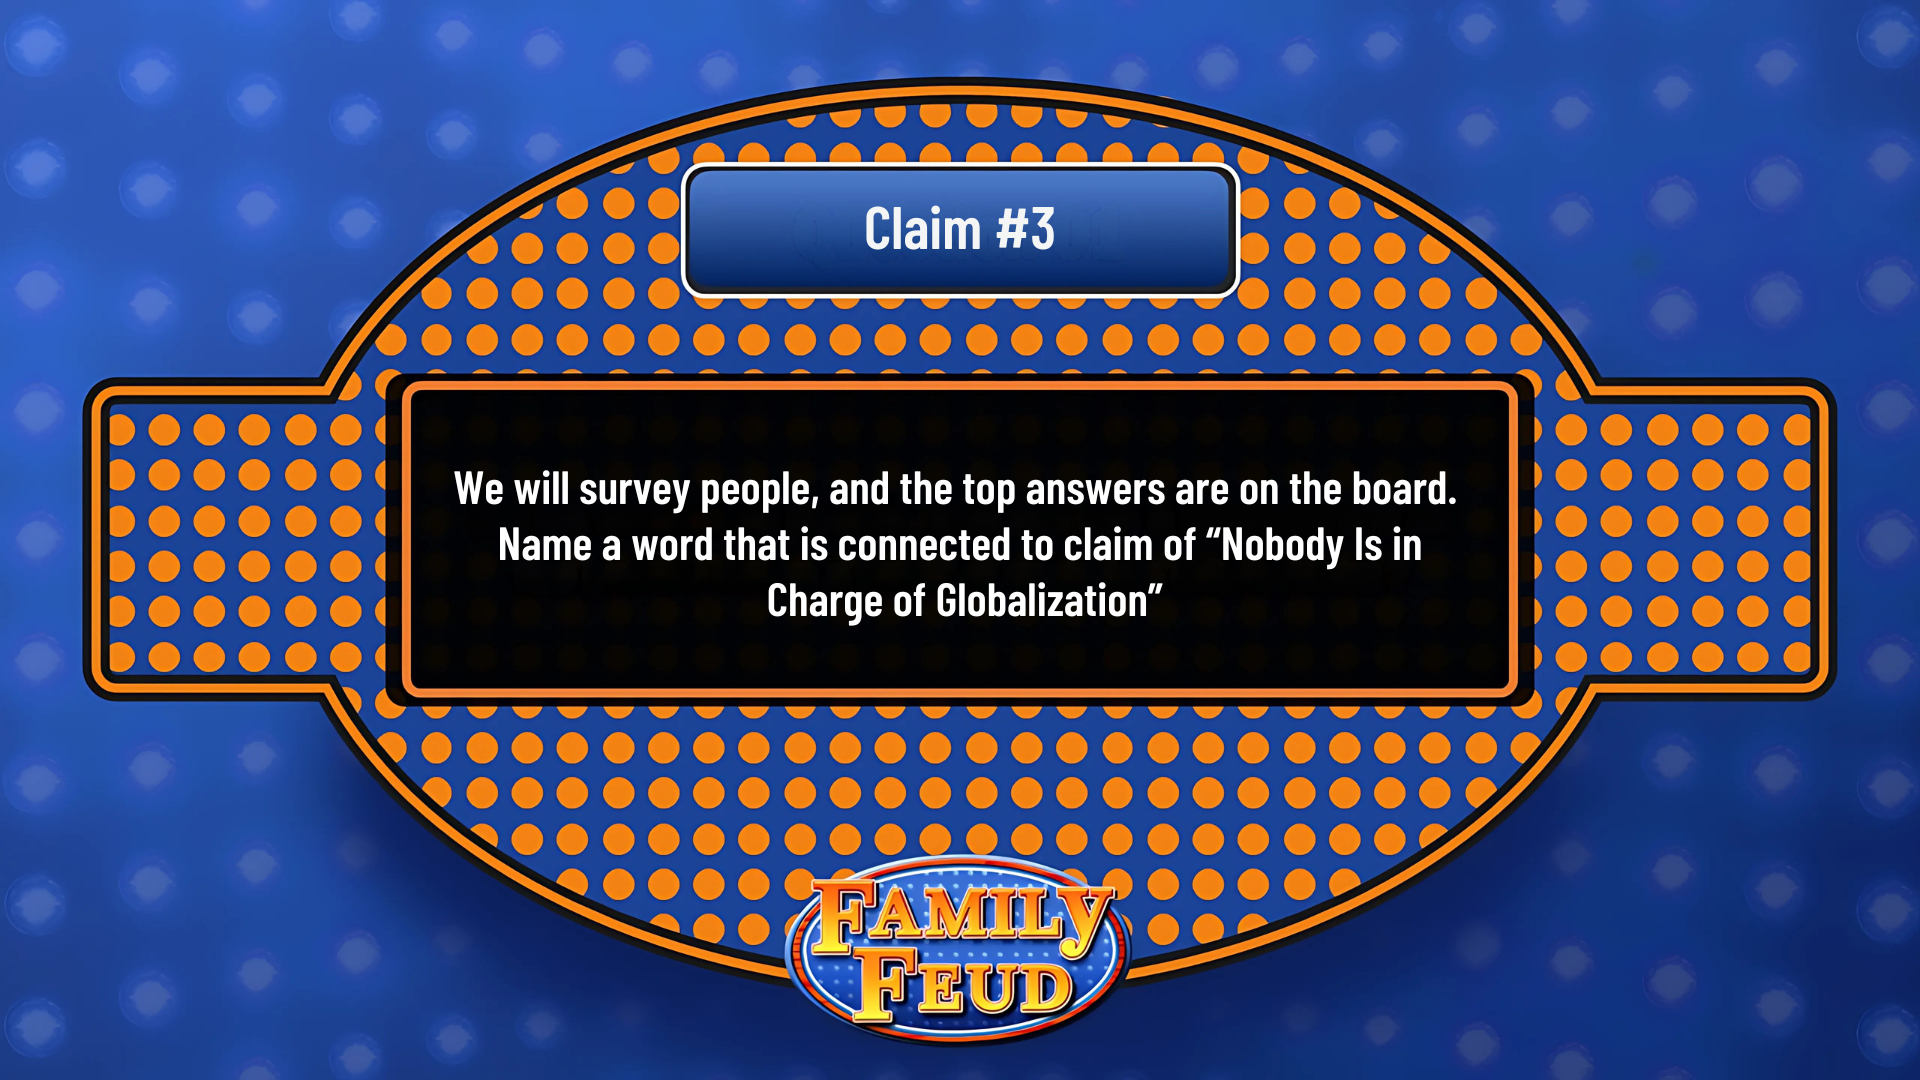 Claim #3
We will survey people, and the top answers are on the board.
Name a word that is connected to claim of “Nobody Is in
Charge of Globalization”
FAMILY
FEUD